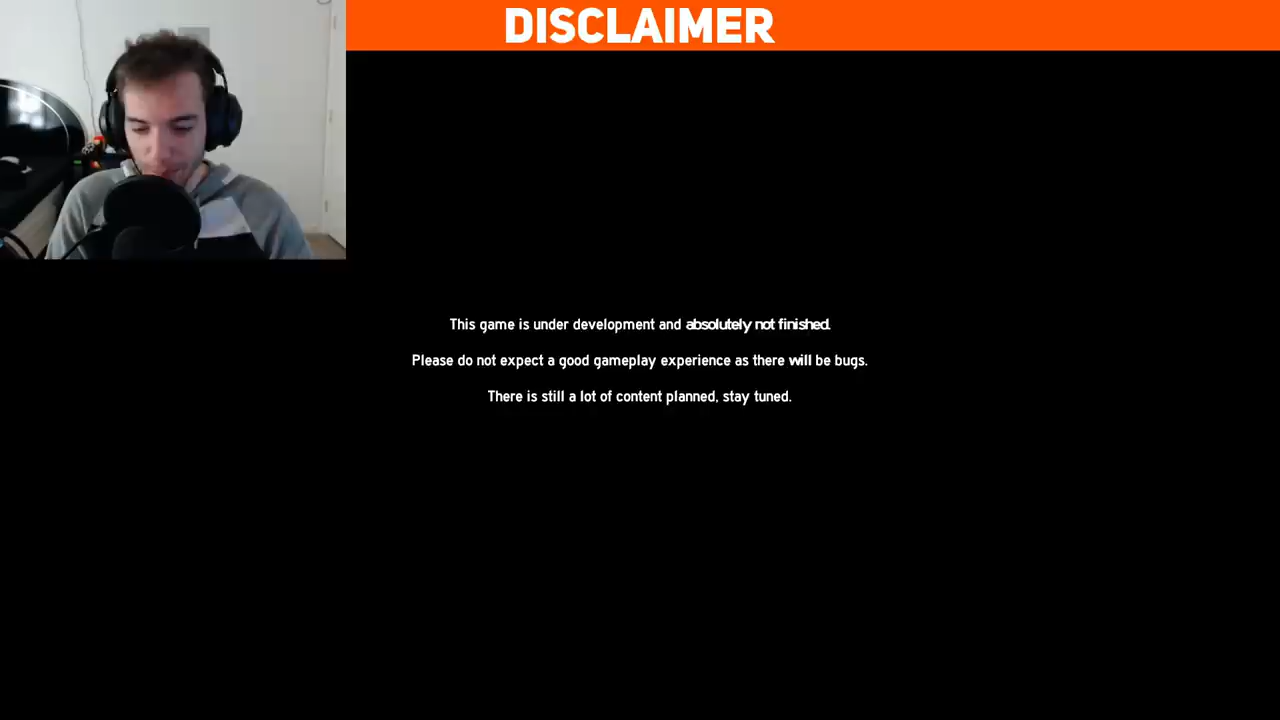 DISCLAIMER
This game is under development and absolutely not finished.
Please do not expect a good gameplay experience as there will be bugs.
There is still a lot of content planned, stay tuned.